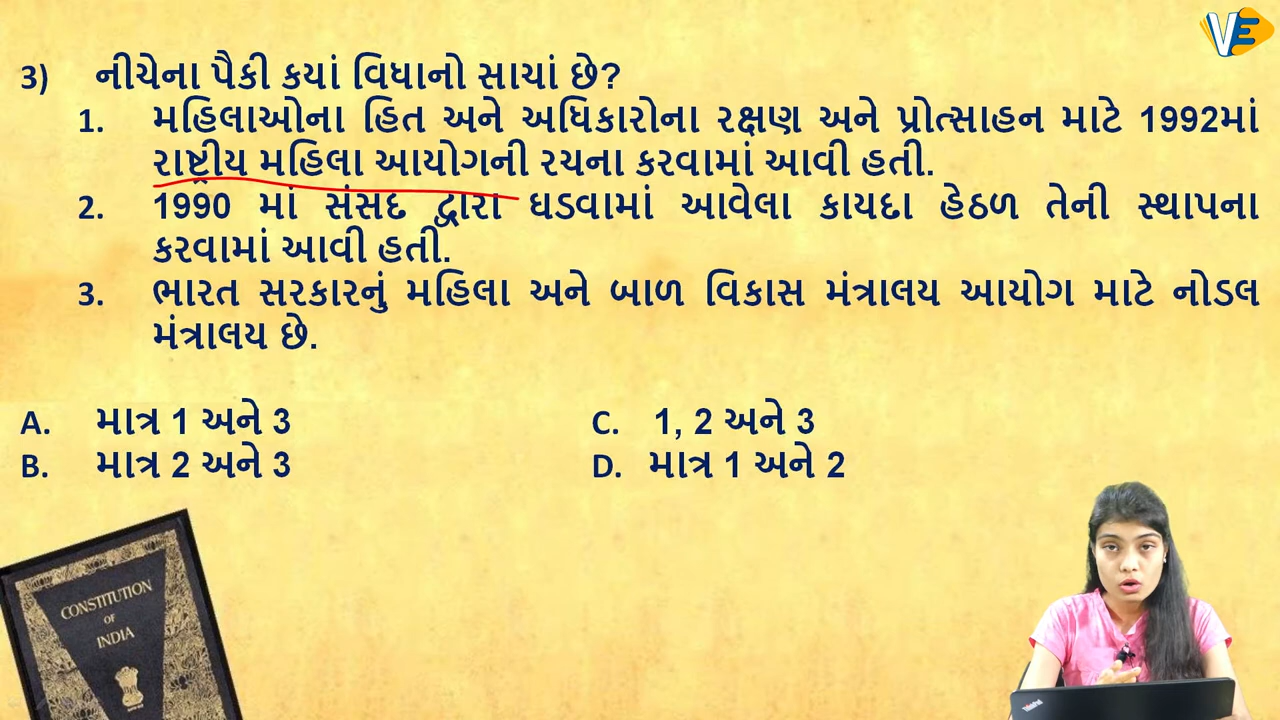 VE
3) નીચેના પૈકી કયાં વિધાનો સાચાં છે?
1. મહિલાઓના હિત અને અધિકારોના રક્ષણ અને પ્રોત્સાહન માટે 1992માં
રાષ્ટ્રીય મહિલા આયોગની રચના કરવામાં આવી હતી.
2. 1990 માં સંસદ દ્વારા ઘડવામાં આવેલા કાયદા હેઠળ તેની સ્થાપના
કરવામાં આવી હતી.
3. ભારત સરકારનું મહિલા અને બાળ વિકાસ મંત્રાલય આયોગ માટે નોડલ
મંત્રાલય છે.
A. માત્ર 1 અને 3
C. 1, 2 અને 3
B. માત્ર 2 અને 3
D. માત્ર 1 અને 2
CONSTITUTION
OF
INDIA
ThinkPad